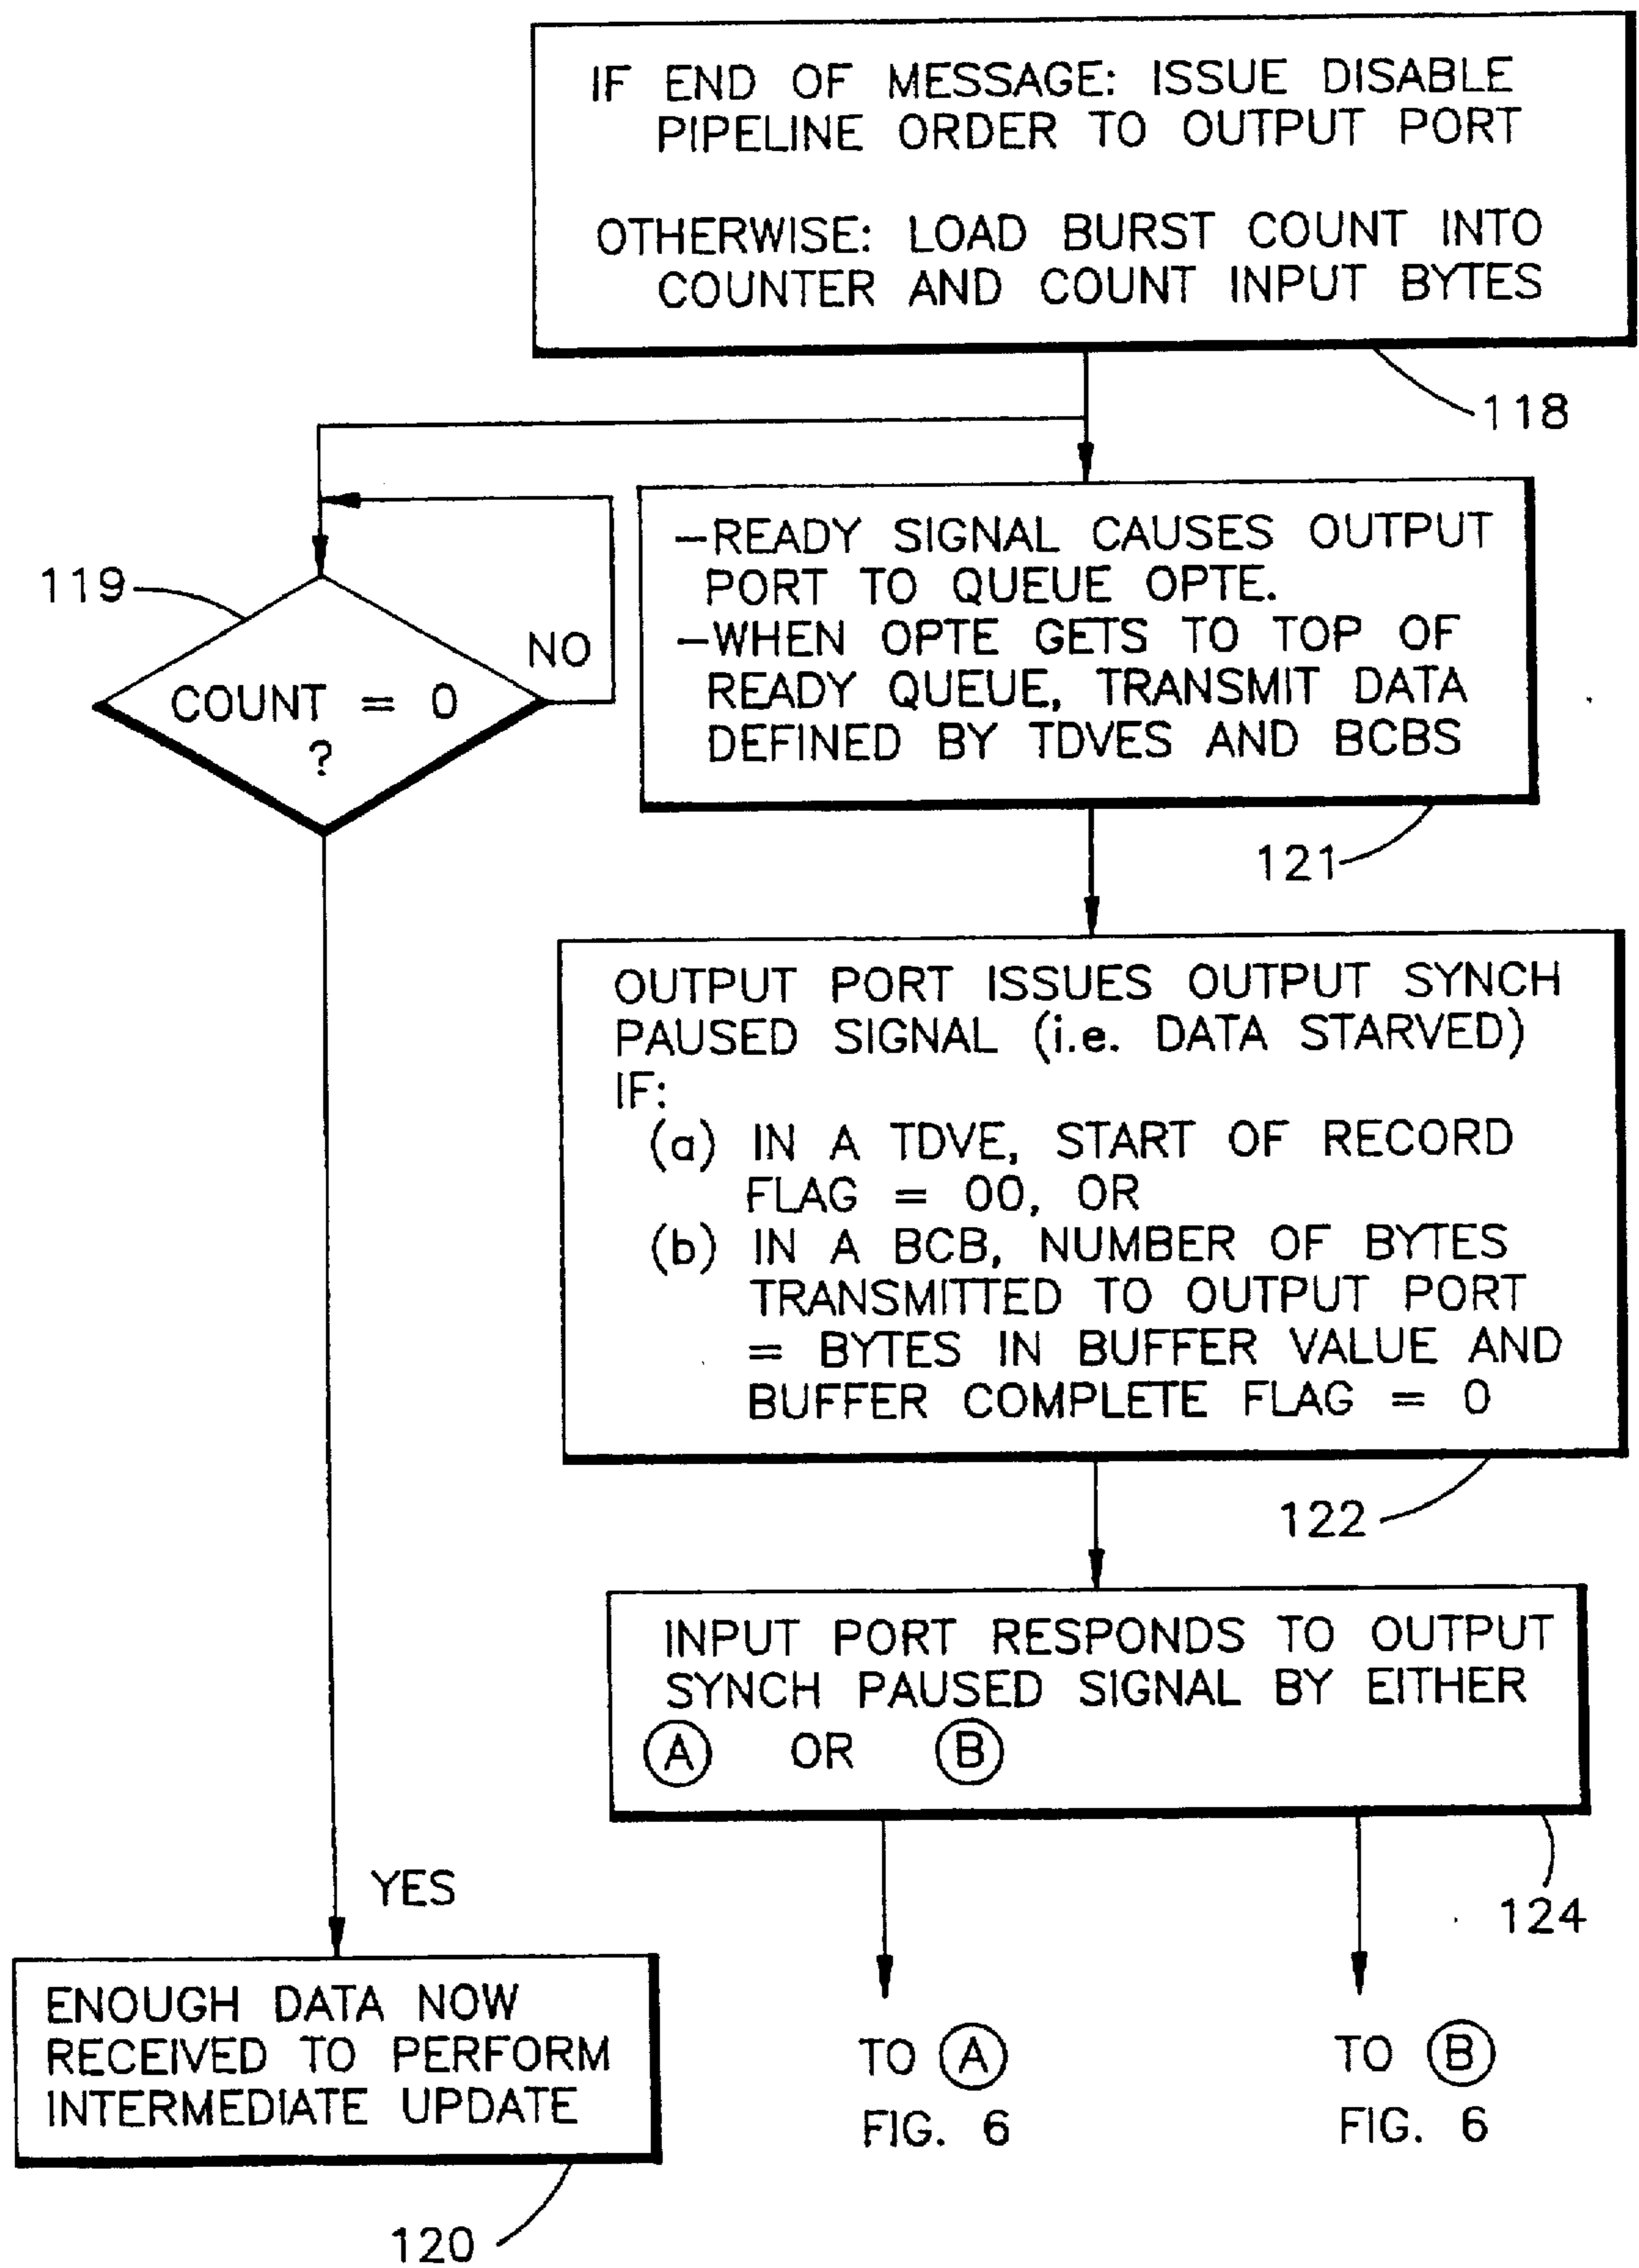 IF END OF MESSAGE: ISSUE DISABLE
PIPELINE ORDER TO OUTPUT PORT
OTHERWISE: LOAD BURST COUNT INTO
COUNTER AND COUNT INPUT BYTES
118
119
COUNT = 0
?
NO
-READY SIGNAL CAUSES OUTPUT
PORT TO QUEUE OPTE.
-WHEN OPTE GETS TO TOP OF
READY QUEUE, TRANSMIT DATA
DEFINED BY TDVES AND BCBS
121
OUTPUT PORT ISSUES OUTPUT SYNCH
PAUSED SIGNAL (i.e. DATA STARVED)
IF:
(a) IN A TDVE, START OF RECORD
FLAG = 00, OR
(b) IN A BCB, NUMBER OF BYTES
TRANSMITTED TO OUTPUT PORT
= BYTES IN BUFFER VALUE AND
BUFFER COMPLETE FLAG = 0
122
INPUT PORT RESPONDS TO OUTPUT
SYNCH PAUSED SIGNAL BY EITHER
A OR B
124
YES
ENOUGH DATA NOW
RECEIVED TO PERFORM
INTERMEDIATE UPDATE
120
TO A
FIG. 6
TO B
FIG. 6